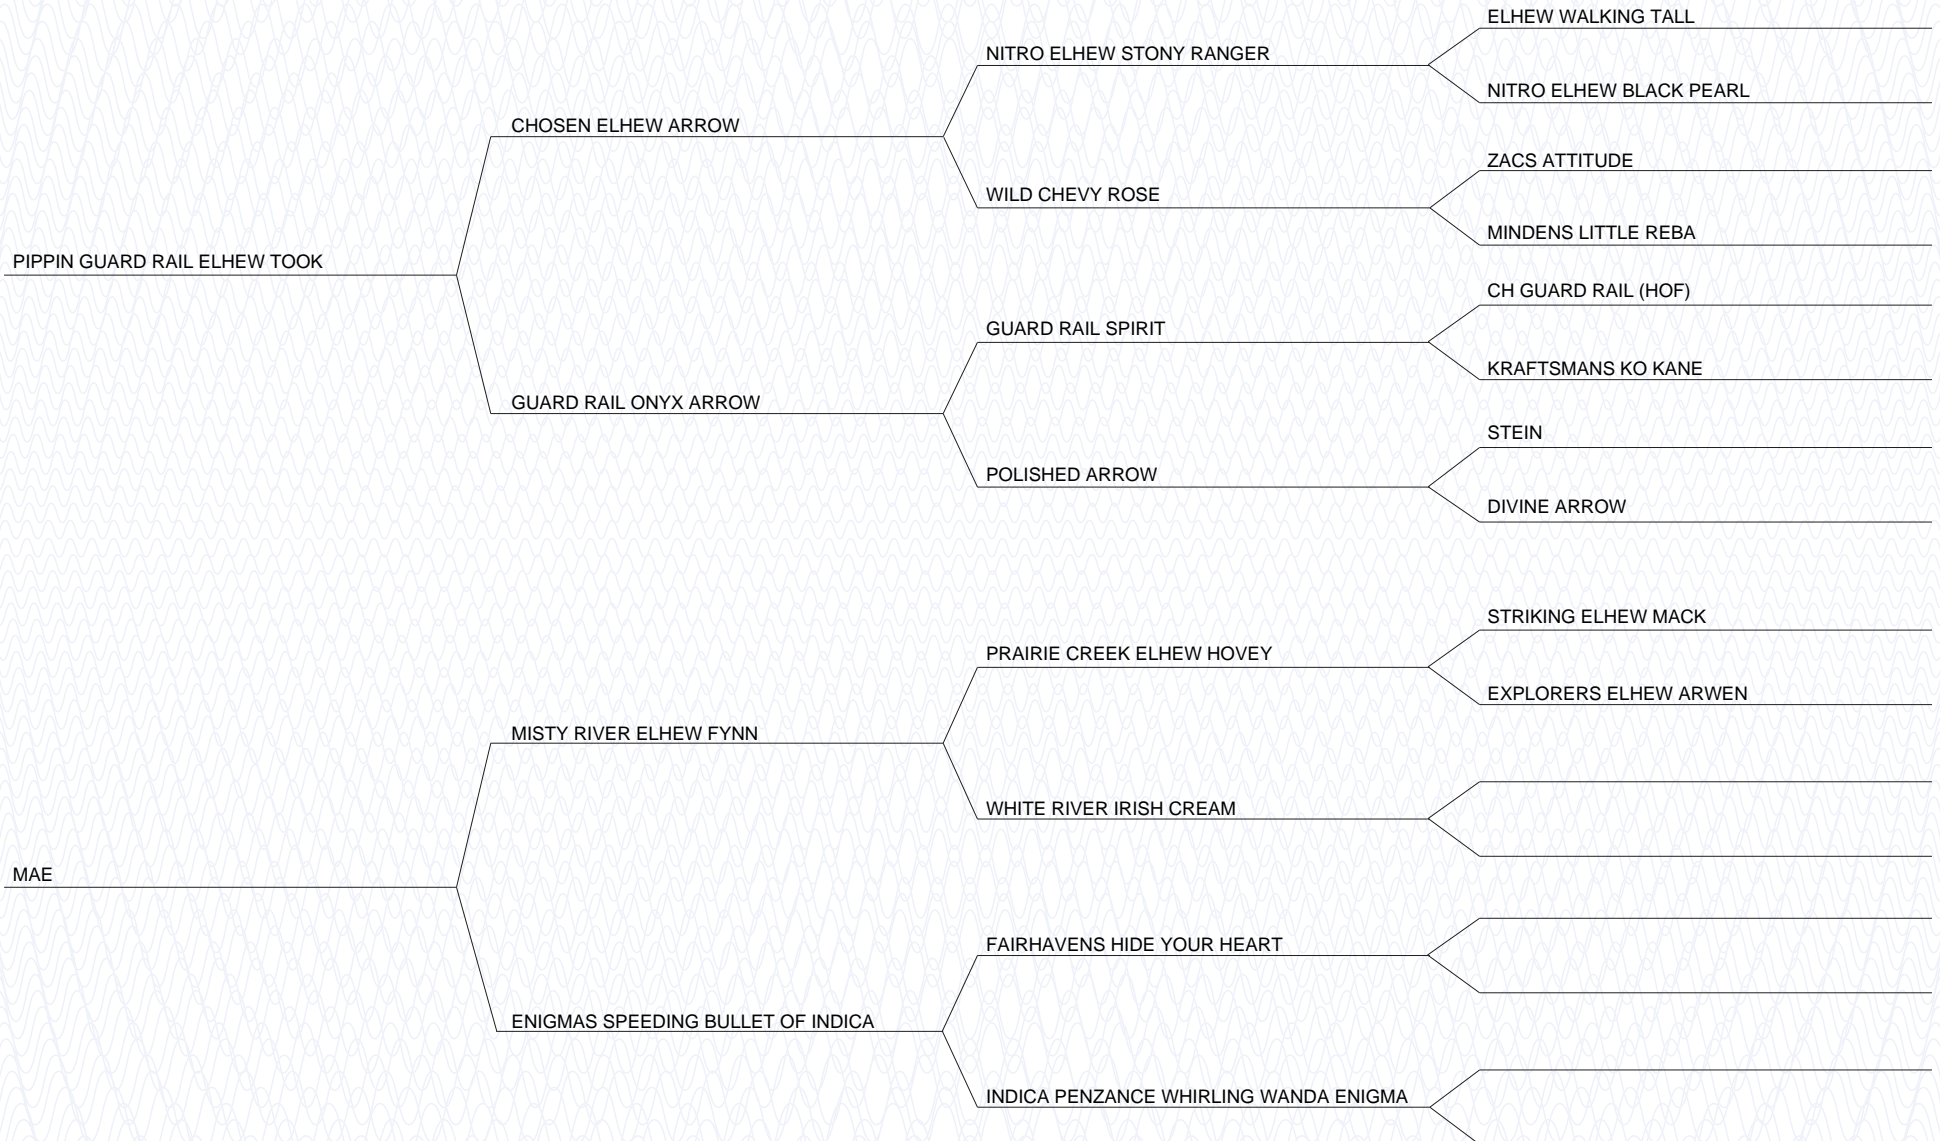 ELHEW WALKING TALL
NITRO ELHEW STONY RANGER
NITRO ELHEW BLACK PEARL
CHOSEN ELHEW ARROW
ZACS ATTITUDE
WILD CHEVY ROSE
MINDENS LITTLE REBA
PIPPIN GUARD RAIL ELHEW TOOK
CH GUARD RAIL (HOF)
GUARD RAIL SPIRIT
KRAFTSMANS KO KANE
GUARD RAIL ONYX ARROW
STEIN
POLISHED ARROW
DIVINE ARROW
STRIKING ELHEW MACK
PRAIRIE CREEK ELHEW HOVEY
EXPLORERS ELHEW ARWEN
MISTY RIVER ELHEW FYNN
WHITE RIVER IRISH CREAM
MAE
FAIRHAVENS HIDE YOUR HEART
ENIGMAS SPEEDING BULLET OF INDICA
INDICA PENZANCE WHIRLING WANDA ENIGMA